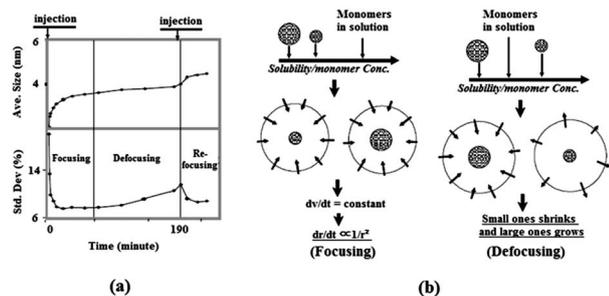 injection
injection
6
Ave. Size (nm)
4
Focusing
Defocusing
Re-
focusing
Std. Dev (%)
14
6
0
190
Time (minute)
(a)
Monomers
in solution
Solubility/monomer Conc.
dv/dt = constant
dr/dt ∝1/r²
(Focusing)
Monomers
in solution
Solubility/monomer Conc.
Small ones shrinks
and large ones grows
(Defocusing)
(b)